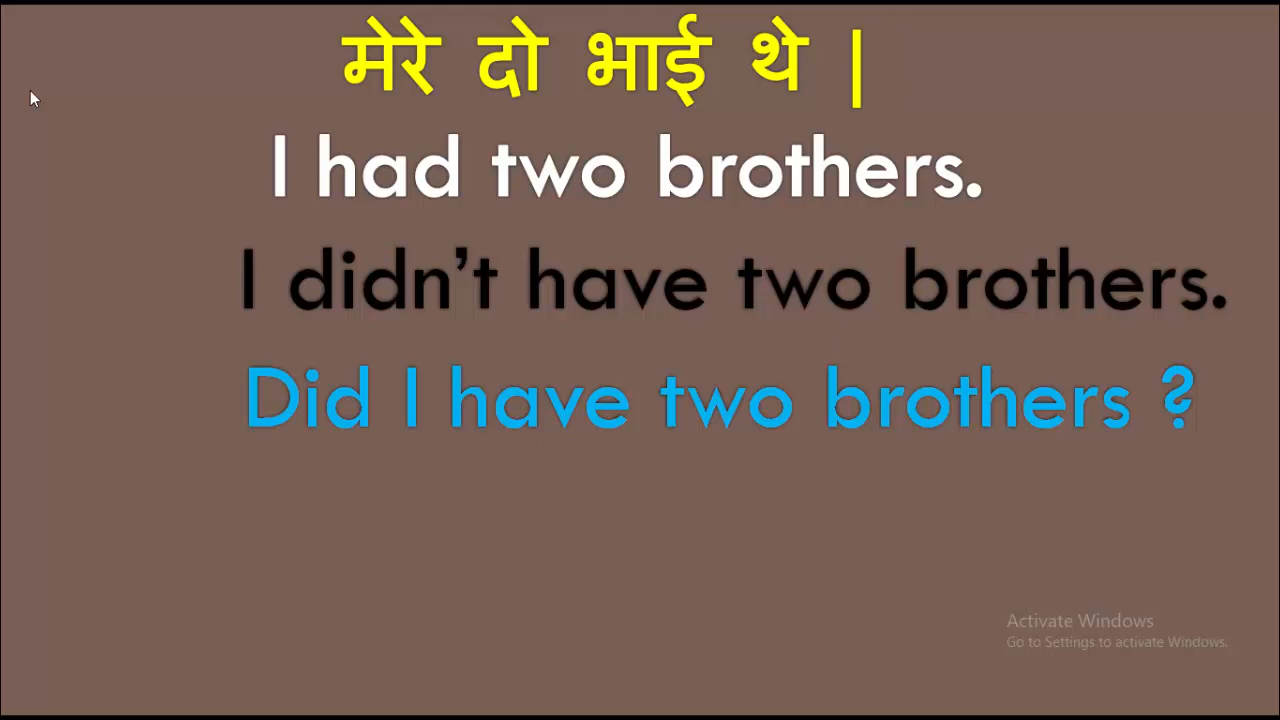 मेरे दो भाई थे |
I had two brothers.
I didn’t have two brothers.
Did I have two brothers ?
Activate Windows
Go to Settings to activate Windows.